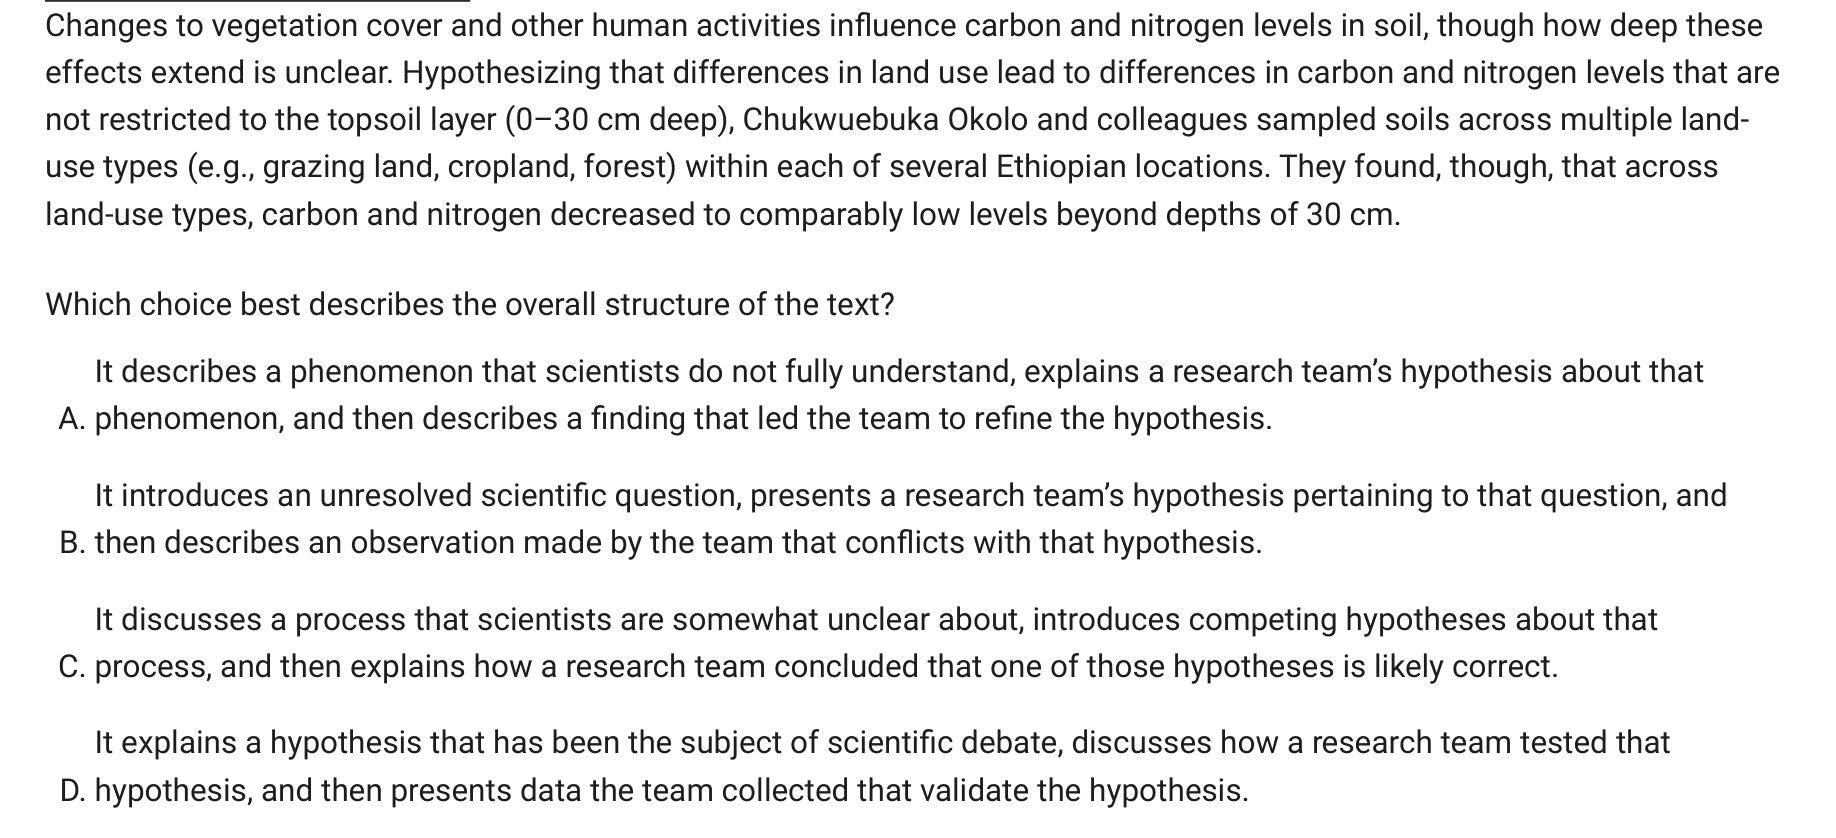 Changes to vegetation cover and other human activities influence carbon and nitrogen levels in soil, though how deep these
effects extend is unclear. Hypothesizing that differences in land use lead to differences in carbon and nitrogen levels that are
not restricted to the topsoil layer (0–30 cm deep), Chukwuebuka Okolo and colleagues sampled soils across multiple land-
use types (e.g., grazing land, cropland, forest) within each of several Ethiopian locations. They found, though, that across
land-use types, carbon and nitrogen decreased to comparably low levels beyond depths of 30 cm.
Which choice best describes the overall structure of the text?
It describes a phenomenon that scientists do not fully understand, explains a research team's hypothesis about that
A. phenomenon, and then describes a finding that led the team to refine the hypothesis.
It introduces an unresolved scientific question, presents a research team's hypothesis pertaining to that question, and
B. then describes an observation made by the team that conflicts with that hypothesis.
It discusses a process that scientists are somewhat unclear about, introduces competing hypotheses about that
C. process, and then explains how a research team concluded that one of those hypotheses is likely correct.
It explains a hypothesis that has been the subject of scientific debate, discusses how a research team tested that
D. hypothesis, and then presents data the team collected that validate the hypothesis.